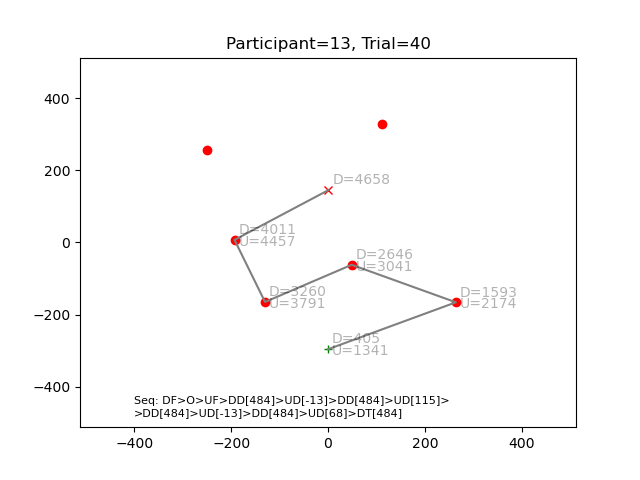 Participant=13, Trial=40
400
200
0
−200
−400
D=4658
D=4011
U=4457
D=2646
U=3041
D=3260
U=3791
D=1593
U=2174
D=405
U=1341
Seq: DF>O>UF>DD[484]>UD[-13]>DD[484]>UD[115]>
>DD[484]>UD[-13]>DD[484]>UD[68]>DT[484]
−400 −200 0 200 400